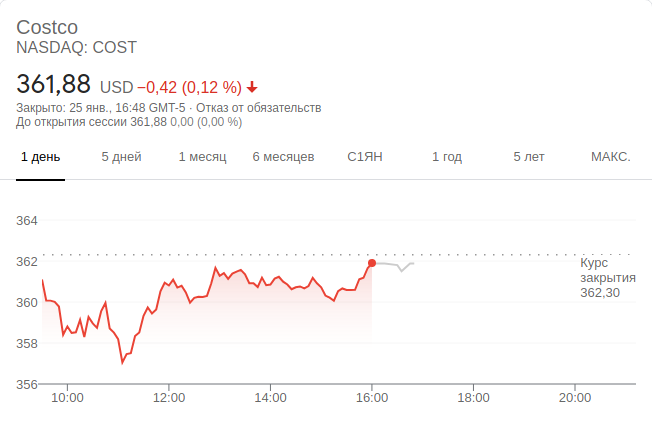 Costco
NASDAQ: COST
361,88 USD −0,42 (0,12 %)
Закрыто: 25 янв., 16:48 GMT-5 · Отказ от обязательств
До открытия сессии 361,88 0,00 (0,00 %)
1 день 5 дней 1 месяц 6 месяцев С1ЯН 1 год 5 лет МАКС.
364
362
Курс
закрытия
362,30
360
358
356
10:00 12:00 14:00 16:00 18:00 20:00